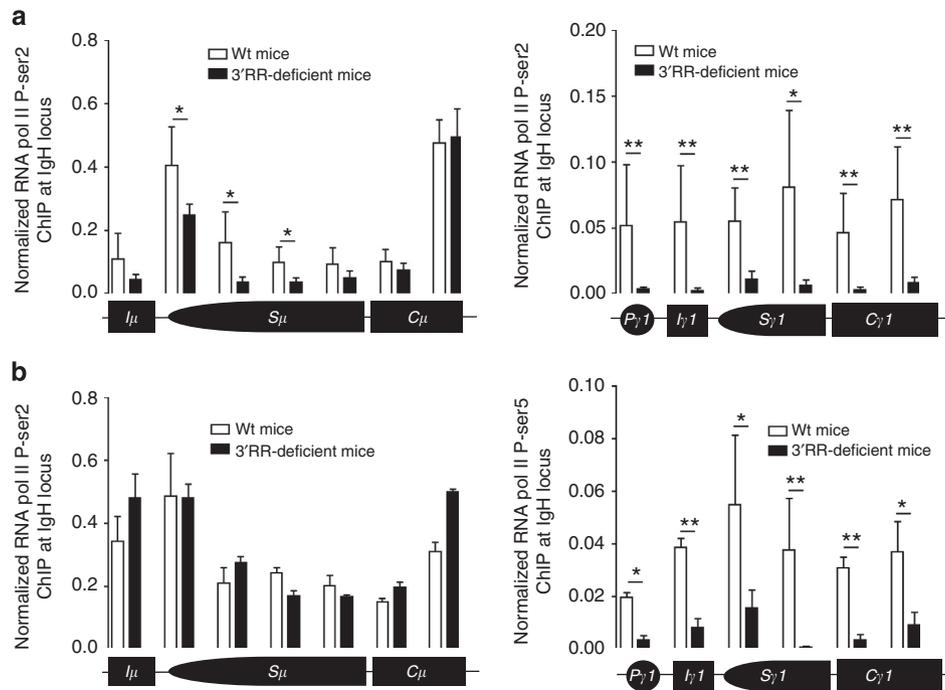 a
Normalized RNA pol II P-ser2
ChIP at IgH locus
0.8
0.6
0.4
0.2
0.0
Wt mice
3′RR-deficient mice
*
*
*
Iμ
Sμ
Cμ
Normalized RNA pol II P-ser2
ChIP at IgH locus
0.20
0.15
0.10
0.05
0.00
Wt mice
3′RR-deficient mice
**
**
**
*
**
**
Pγ1
Iγ1
Sγ1
Cγ1
b
Normalized RNA pol II P-ser2
ChIP at IgH locus
0.8
0.6
0.4
0.2
0.0
Wt mice
3′RR-deficient mice
Iμ
Sμ
Cμ
Normalized RNA pol II P-ser5
ChIP at IgH locus
0.10
0.08
0.06
0.04
0.02
0.00
Wt mice
3′RR-deficient mice
*
**
*
**
**
*
Pγ1
Iγ1
Sγ1
Cγ1